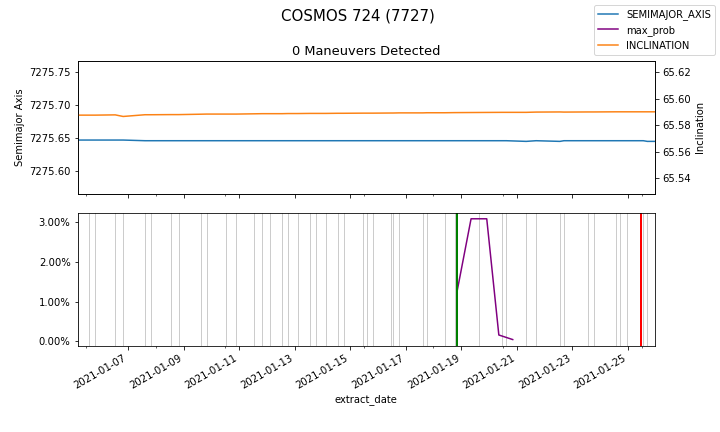 COSMOS 724 (7727)
SEMIMAJOR_AXIS
max_prob
INCLINATION
0 Maneuvers Detected
Semimajor Axis
7275.75
7275.70
7275.65
7275.60
65.62
65.60
65.58
65.56
65.54
Inclination
3.00%
2.00%
1.00%
0.00%
2021-01-07
2021-01-09
2021-01-11
2021-01-13
2021-01-15
2021-01-17
2021-01-19
2021-01-21
2021-01-23
2021-01-25
extract_date